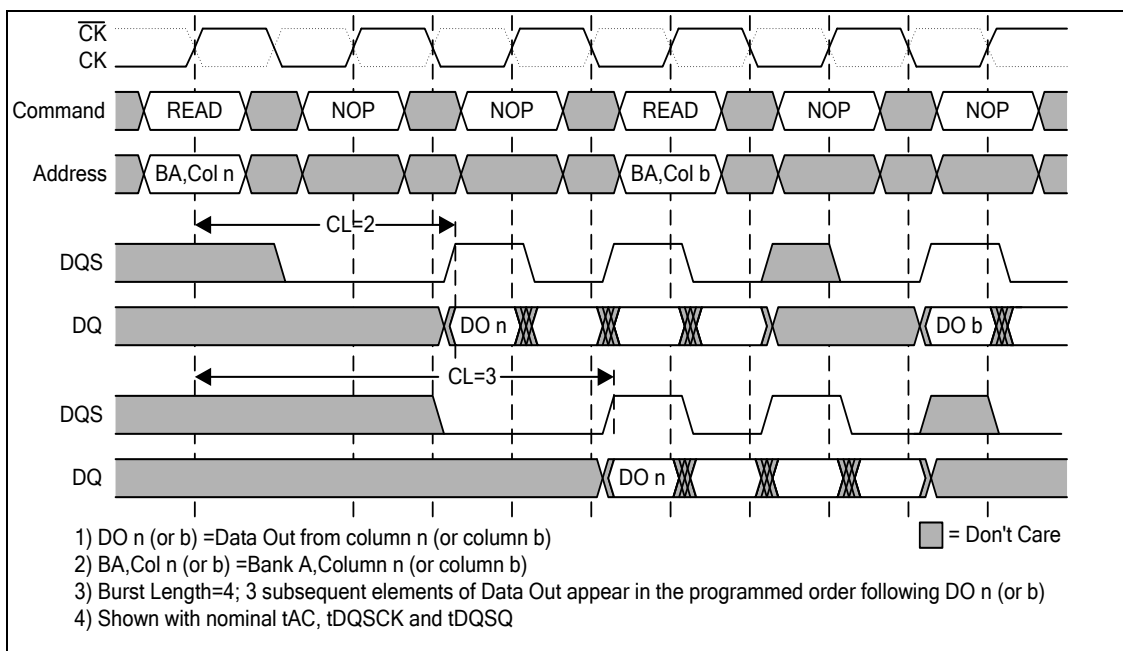 CK
CK
Command READ NOP NOP READ NOP NOP
Address BA,Col n BA,Col b
CL=2
DQS
DQ DO n DO b
CL=3
DQS
DQ DO n
1) DO n (or b) =Data Out from column n (or column b)
= Don't Care
2) BA,Col n (or b) =Bank A,Column n (or column b)
3) Burst Length=4; 3 subsequent elements of Data Out appear in the programmed order following DO n (or b)
4) Shown with nominal tAC, tDQSCK and tDQSQ